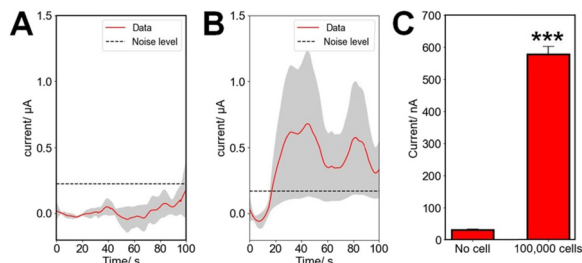 A
1.5
1.0
0.5
0.0
current/ µA
Data
Noise level
0
20
40
60
80
100
Time/ s
B
1.5
1.0
0.5
0.0
current/ µA
Data
Noise level
0
20
40
60
80
100
Time/ s
C
700
600
500
400
300
200
100
0
Current/ nA
***
No cell
100,000 cells